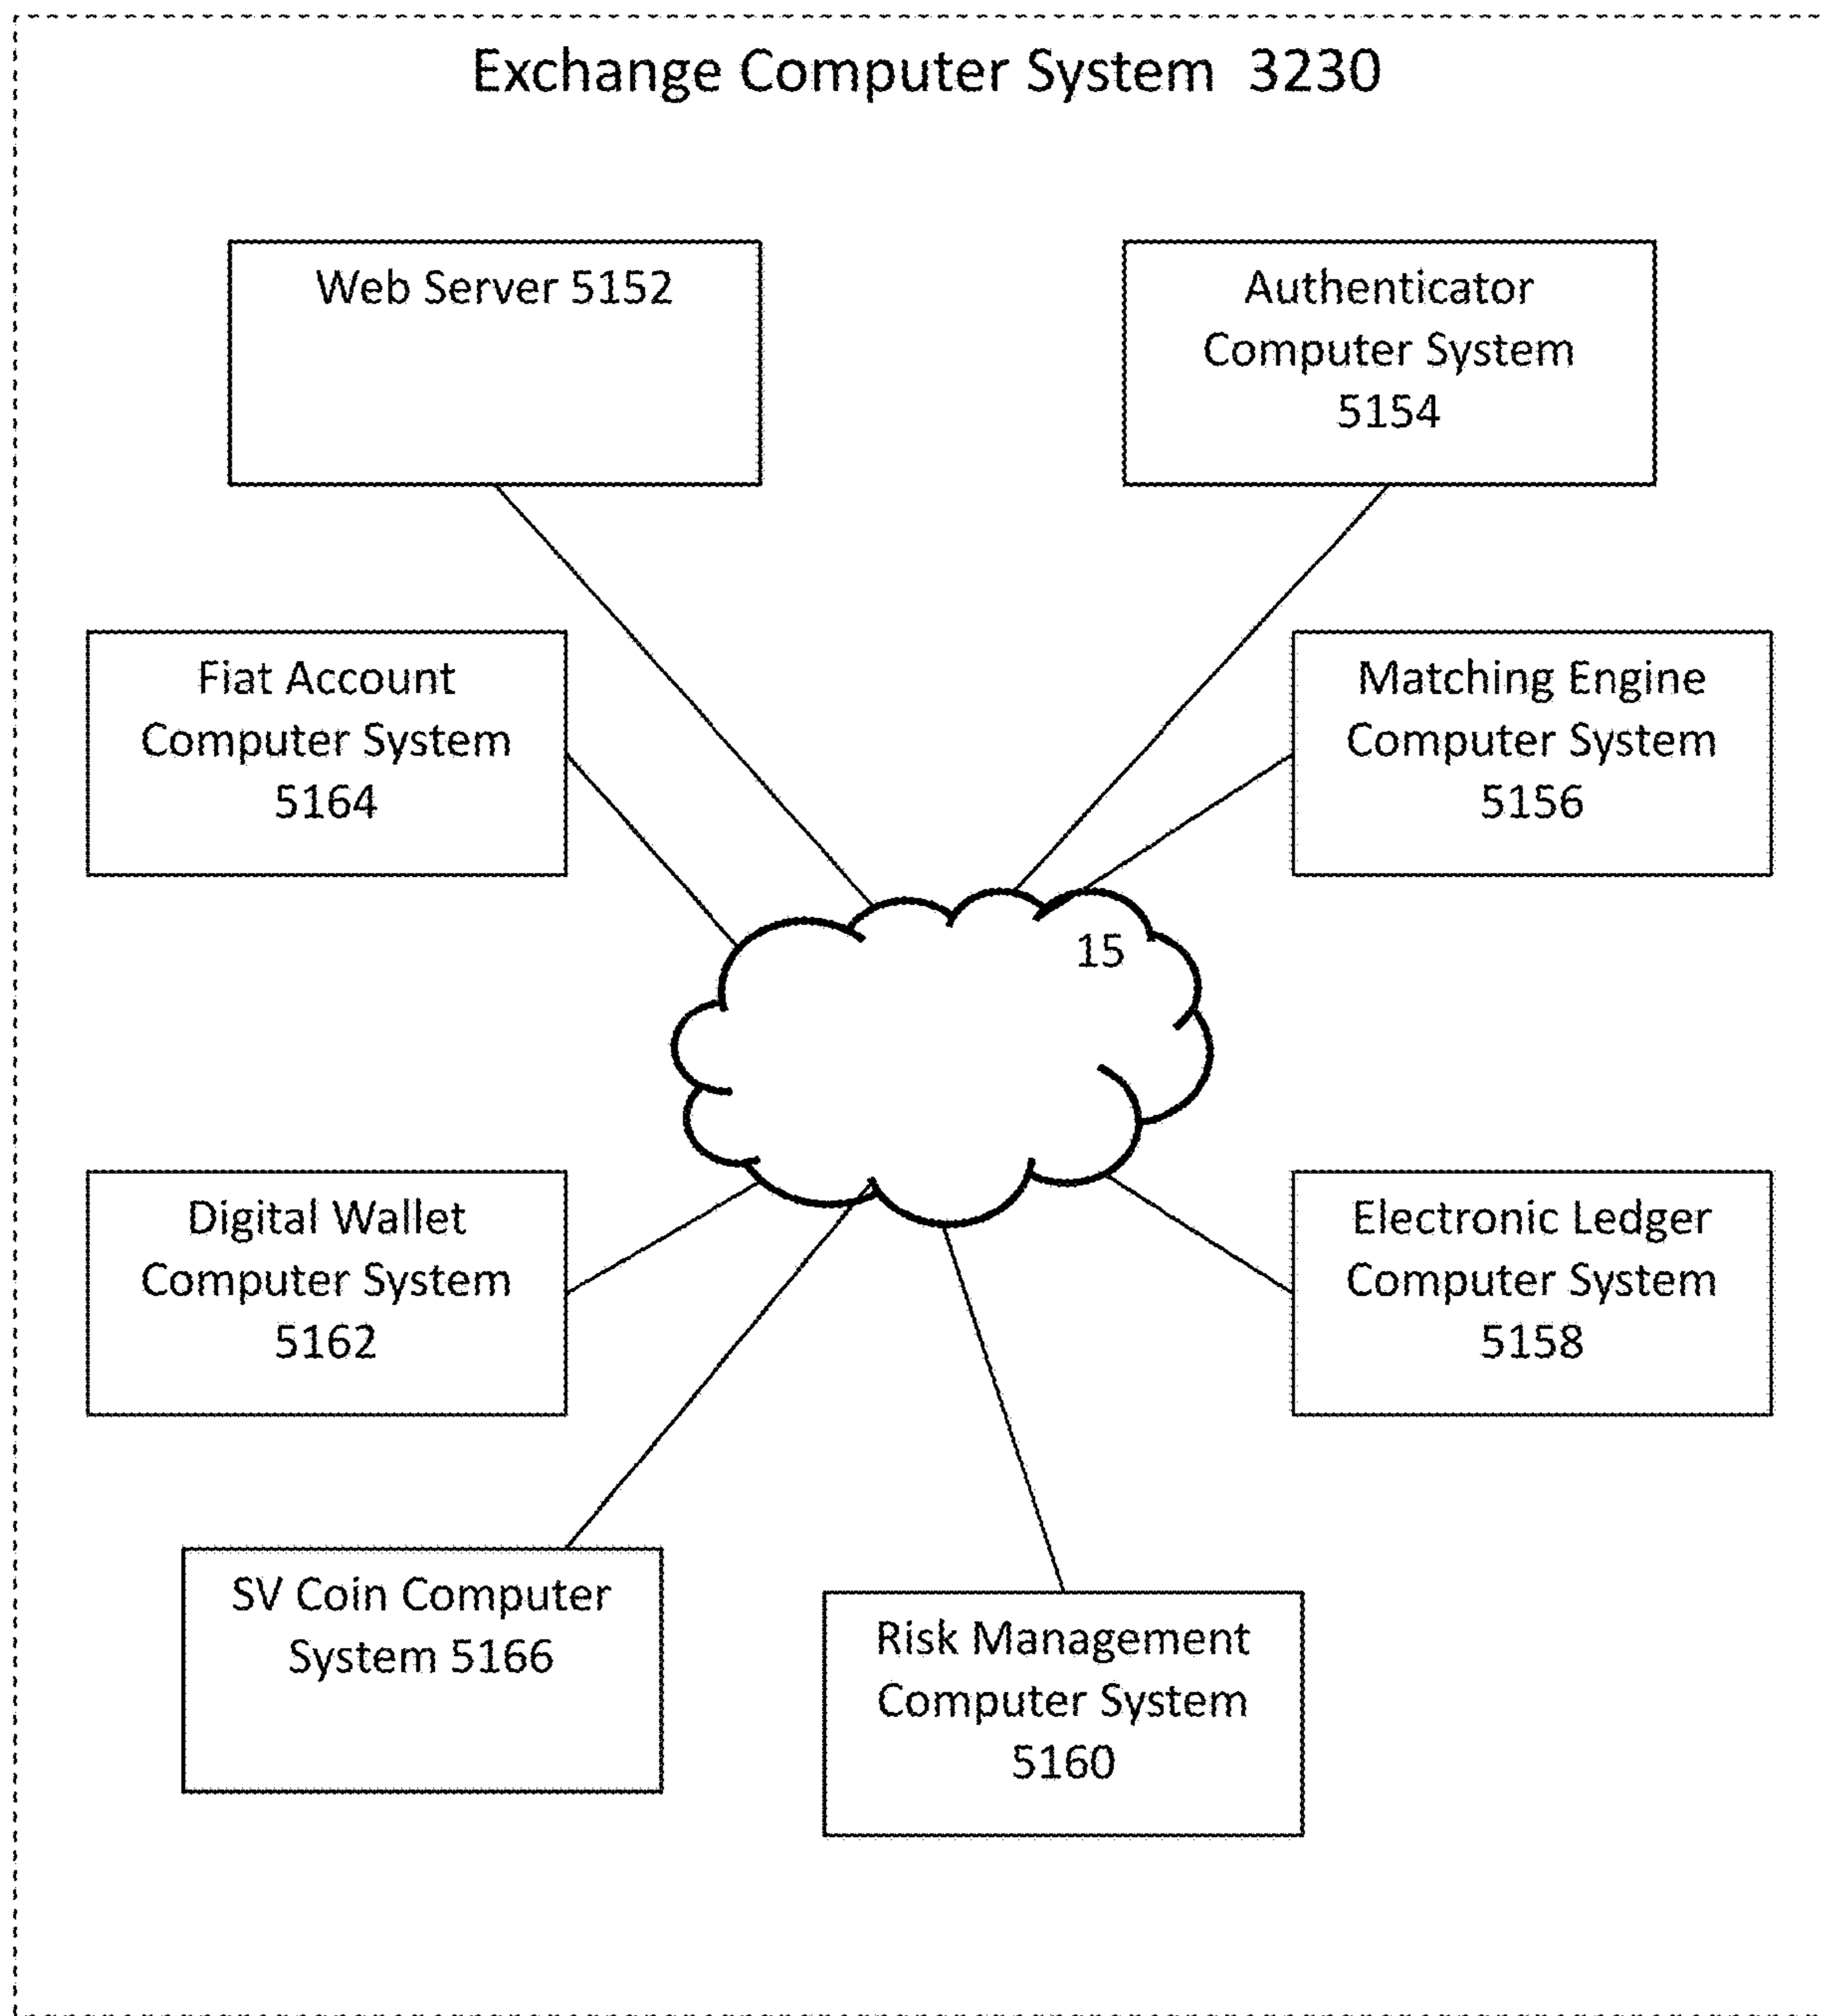 Exchange Computer System 3230
Web Server 5152
Authenticator
Computer System
5154
Fiat Account
Computer System
5164
Matching Engine
Computer System
5156
15
Digital Wallet
Computer System
5162
Electronic Ledger
Computer System
5158
SV Coin Computer
System 5166
Risk Management
Computer System
5160